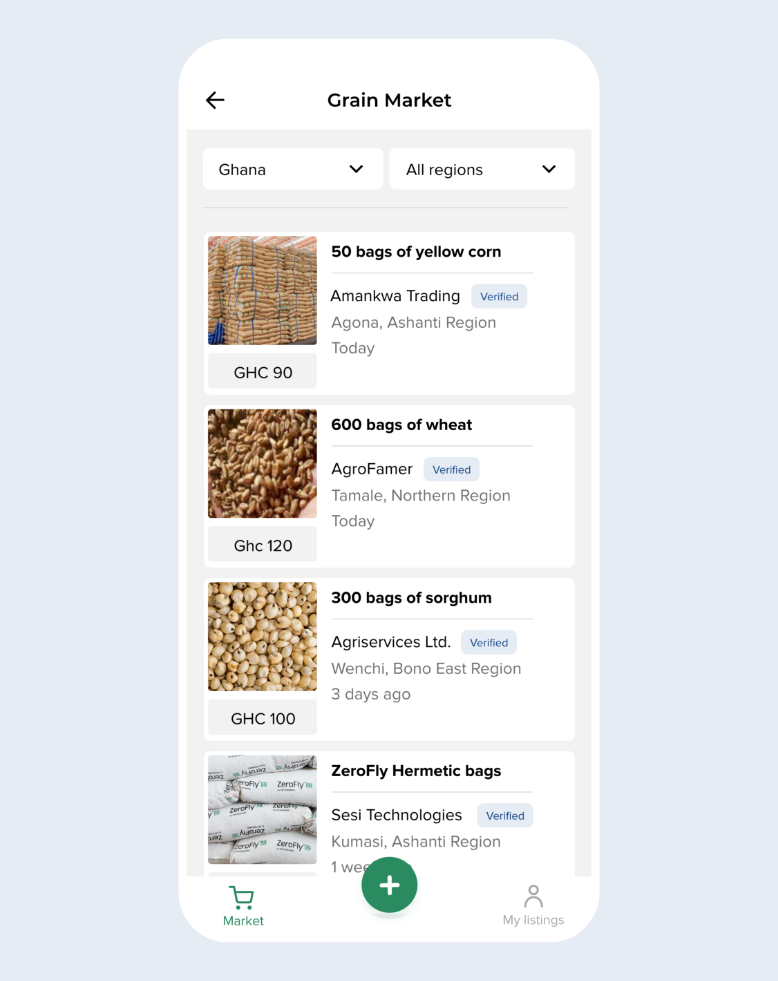 Grain Market
Ghana
All regions
50 bags of yellow corn
Amankwa Trading Verified
Agona, Ashanti Region
Today
GHC 90
600 bags of wheat
AgroFamer Verified
Tamale, Northern Region
Today
Ghc 120
300 bags of sorghum
Agriservices Ltd. Verified
Wenchi, Bono East Region
3 days ago
GHC 100
ZeroFly Hermetic bags
Sesi Technologies Verified
Kumasi, Ashanti Region
1
ZeroFly
ZeroFly
ZeroFly
ZeroFly
ZeroFly
Market
My listings